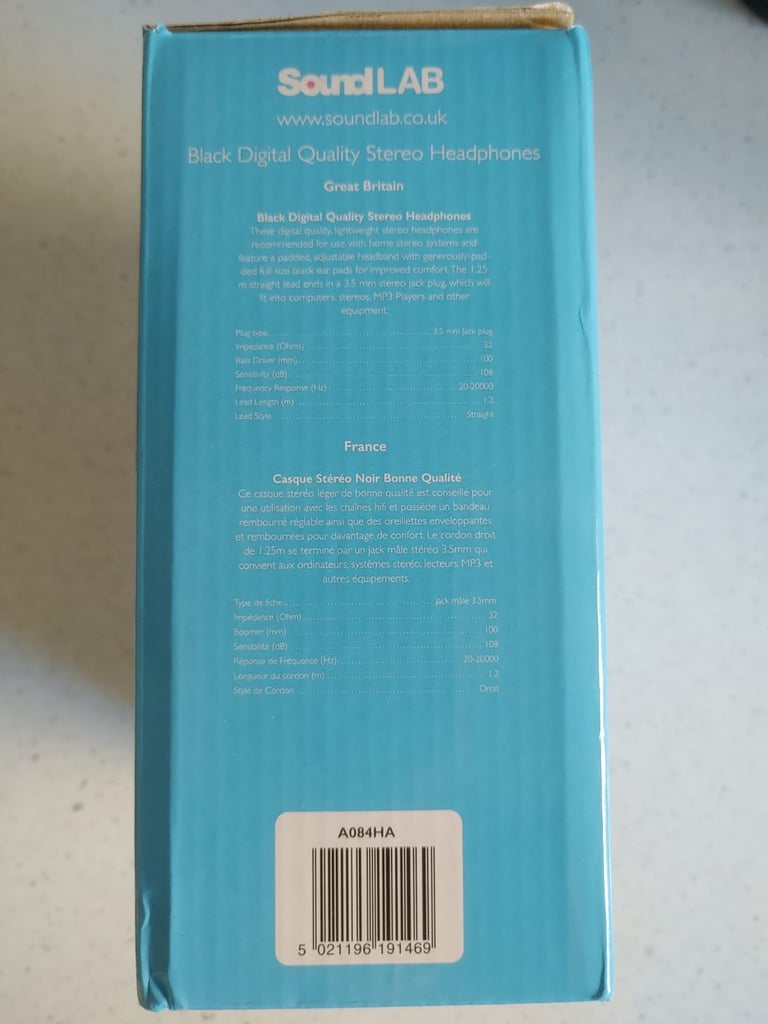 SoundLAB
www.soundlab.co.uk
Black Digital Quality Stereo Headphones
Great Britain
Black Digital Quality Stereo Headphones
These digital quality, lightweight stereo headphones are
recommended for use with home stereo systems and
feature a padded, adjustable headband with generously-pad-
ded full-size black ear pads for improved comfort. The 1.25
m straight lead ends in a 3.5 mm stereo jack plug, which will
fit into computers, stereos, MP3 Players and other
equipment.
Plug type 3.5 mm Jack plug
Impedance (Ohms) 32
Bass Driver (mm) 100
Sensitivity (dB) 108
Frequency Response (Hz) 20-20000
Lead Length (m) 1.2
Lead Style Straight
France
Casque Stéréo Noir Bonne Qualité
Ce casque stéréo léger de bonne qualité est conseillé pour
une utilisation avec les chaînes hifi et possède un bandeau
rembourré réglable ainsi que des oreillettes enveloppantes
et rembourrées pour davantage de confort. Le cordon droit
de 1.25m se termine par un jack mâle stéréo 3.5mm qui
convient aux ordinateurs, systèmes stéréo, lecteurs MP3 et
autres équipements.
Type de fiche Jack mâle 3.5mm
Impédance (Ohm) 32
Boomer (mm) 100
Sensibilité (dB) 108
Réponse de Fréquence (Hz) 20-20000
Longueur du cordon (m) 1.2
Style de Cordon Droit
A084HA
5 021196 191469